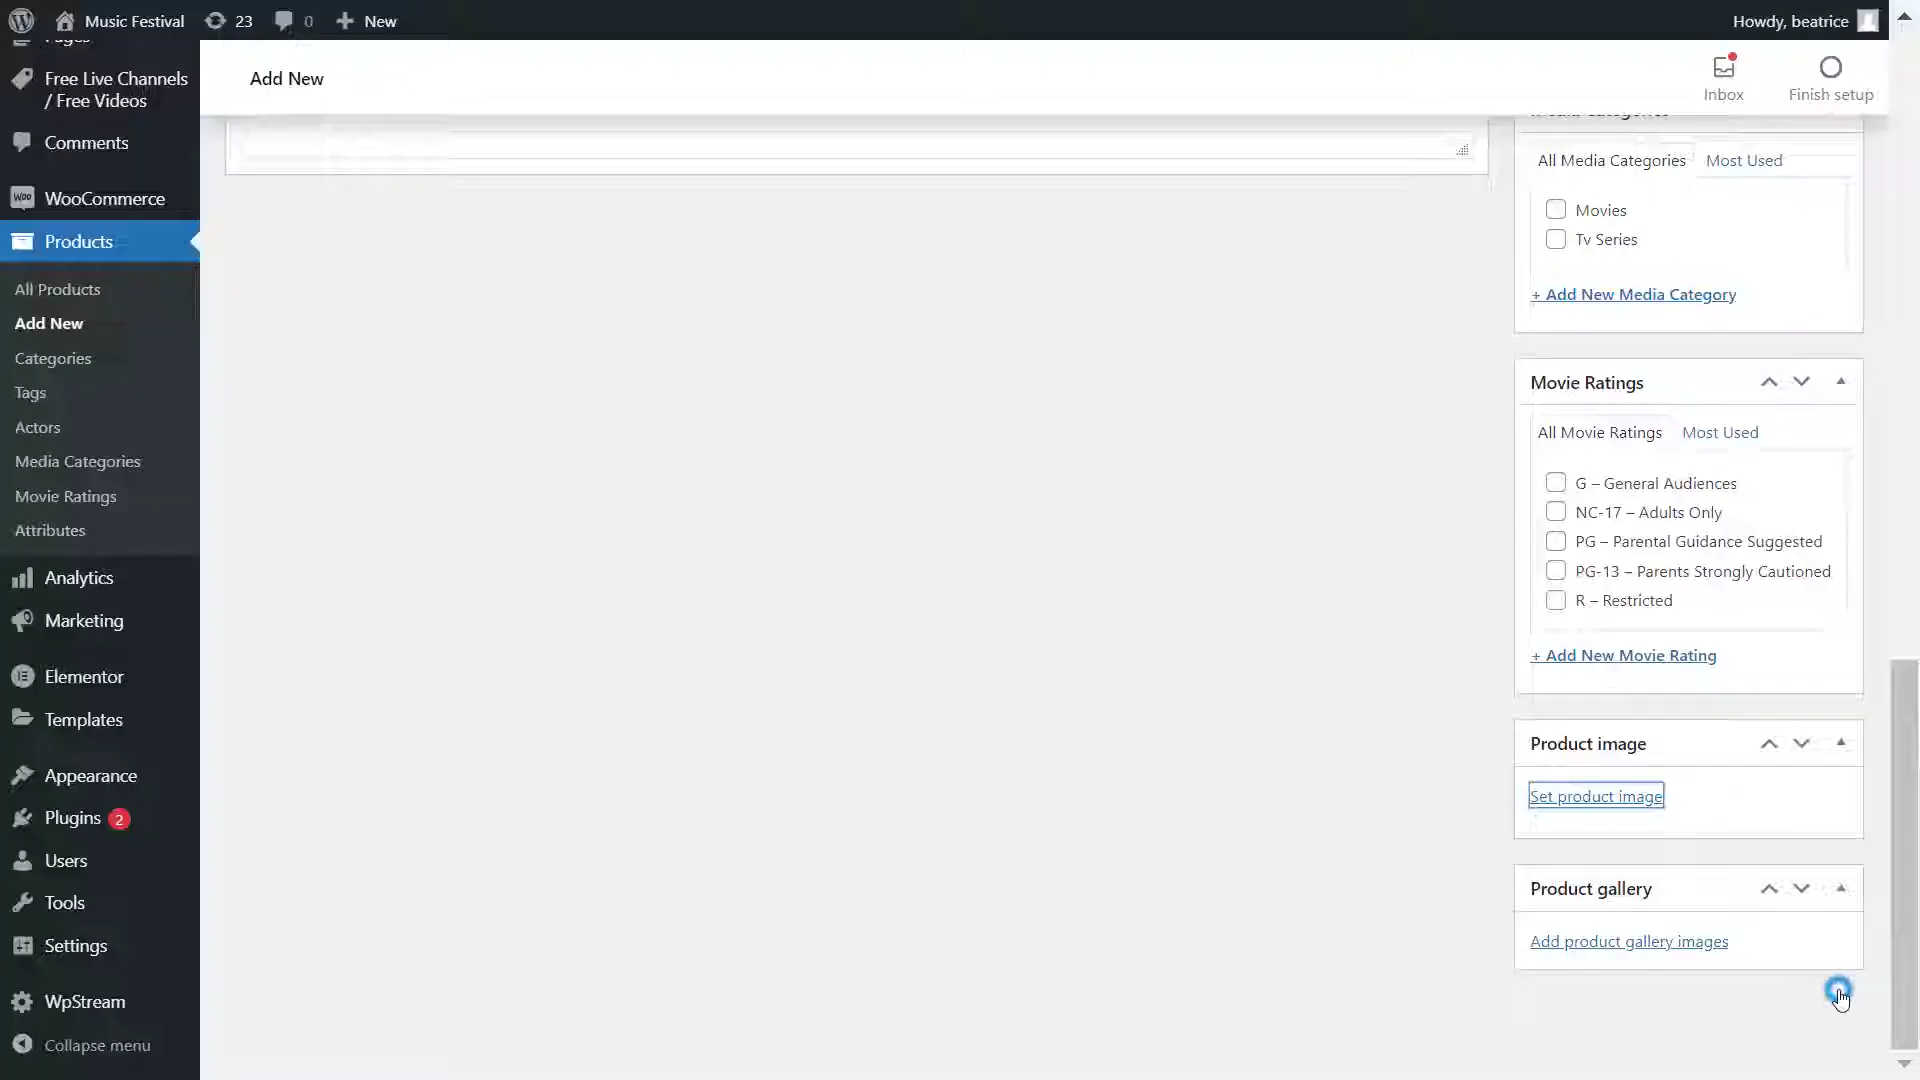 Music Festival
23
0
New
Howdy, beatrice
Pages
Free Live Channels
/ Free Videos
Comments
WooCommerce
Products
All Products
Add New
Categories
Tags
Actors
Media Categories
Movie Ratings
Attributes
Analytics
Marketing
Elementor
Templates
Appearance
Plugins 2
Users
Tools
Settings
WpStream
Collapse menu
Add New
Inbox
Finish setup
Media Categories
All Media Categories
Most Used
Movies
Tv Series
+ Add New Media Category
Movie Ratings
All Movie Ratings
Most Used
G – General Audiences
NC-17 – Adults Only
PG – Parental Guidance Suggested
PG-13 – Parents Strongly Cautioned
R – Restricted
+ Add New Movie Rating
Product image
Set product image
Product gallery
Add product gallery images